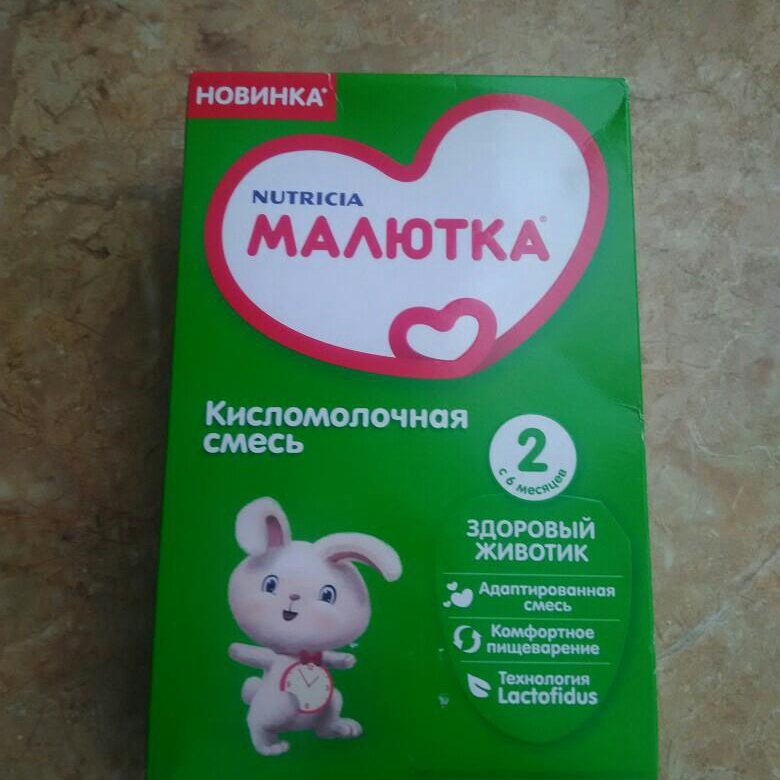 НОВИНКА*
NUTRICIA
МАЛЮТКА®
Кисломолочная
смесь
2
с 6 месяцев
ЗДОРОВЫЙ
ЖИВОТИК
Адаптированная
смесь
Комфортное
пищеварение
Технология
Lactofidus